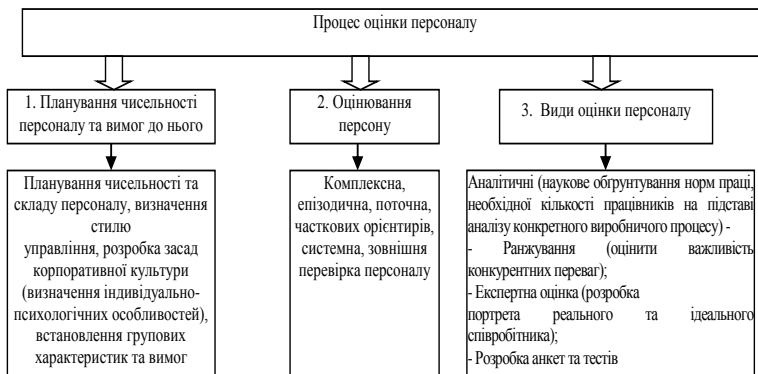 Процес оцінки персоналу
1. Планування чисельності
персоналу та вимог до нього
2. Оцінювання
персону
3. Види оцінки персоналу
Планування чисельності та
складу персоналу, визначення
стилю
управління, розробка засад
корпоративної культури
(визначення індивідуально-
психологічних особливостей),
встановлення групових
характеристик та вимог
Комплексна,
епізодична, поточна,
часткових орієнтирів,
системна, зовнішня
перевірка персоналу
Аналітичні (наукове обгрунтування норм праці,
необхідної кількості працівників на підставі
аналізу конкретного виробничого процесу) -
- Ранжування (оцінити важливість
конкурентних переваг);
- Експертна оцінка (розробка
портрета реального та ідеального
співробітника);
- Розробка анкет та тестів